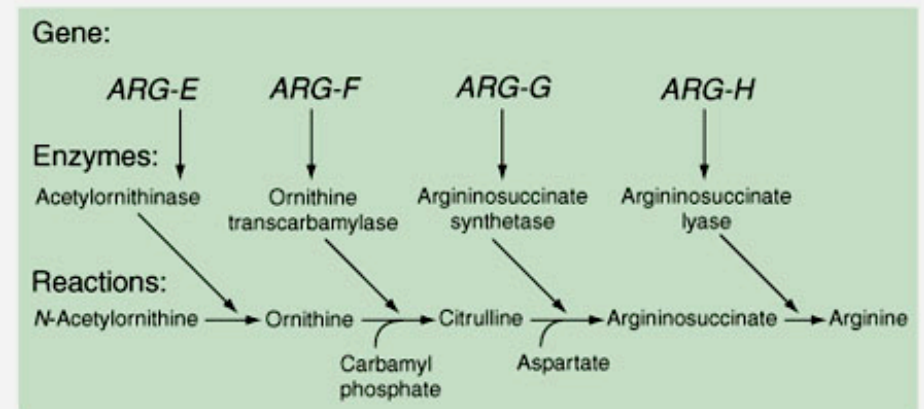 Gene:
ARG-E ARG-F ARG-G ARG-H
Enzymes:
Acetylornithinase Ornithine Argininosuccinate Argininosuccinate
transcarbamylase synthetase lyase
Reactions:
N-Acetylornithine Ornithine Citrulline Argininosuccinate Arginine
Carbamyl Aspartate
phosphate